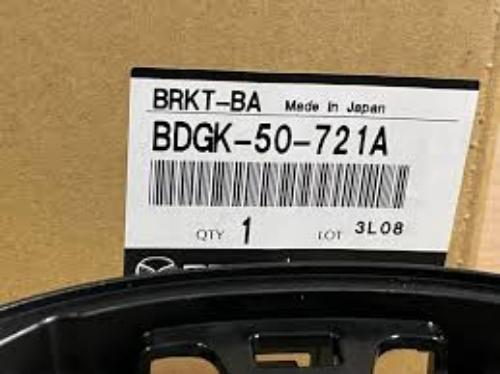 BRKT-BA Made in Japan
BDGK-50-721A
QTY 1 LOT 3L08